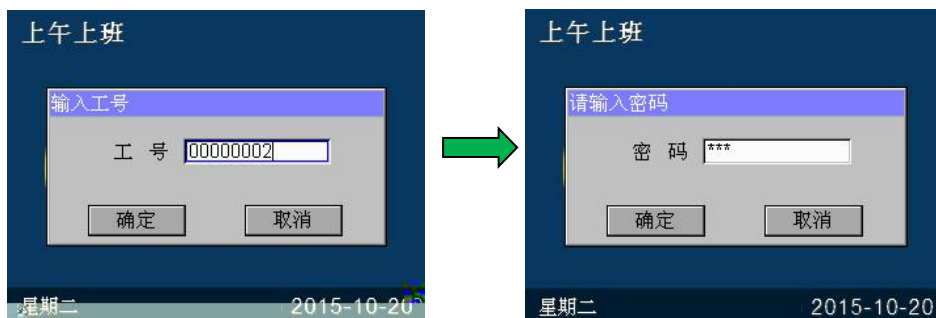 上午上班
输入工号
工 号 00000002
确定 取消
星期二 2015-10-20
上午上班
请输入密码
密 码 ***
确定 取消
星期二 2015-10-20